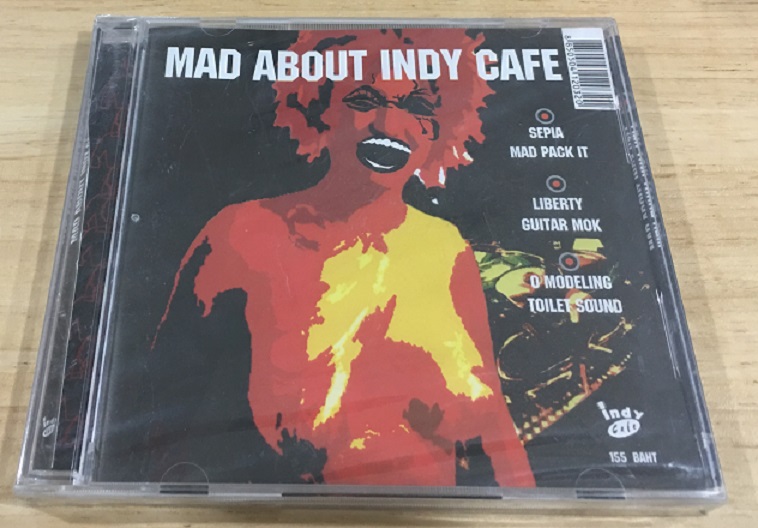 MAD ABOUT INDY CAFE
SEPIA
MAD PACK IT
LIBERTY
GUITAR MOK
O MODELING
TOILET SOUND
indy
Cafe
155 BAHT